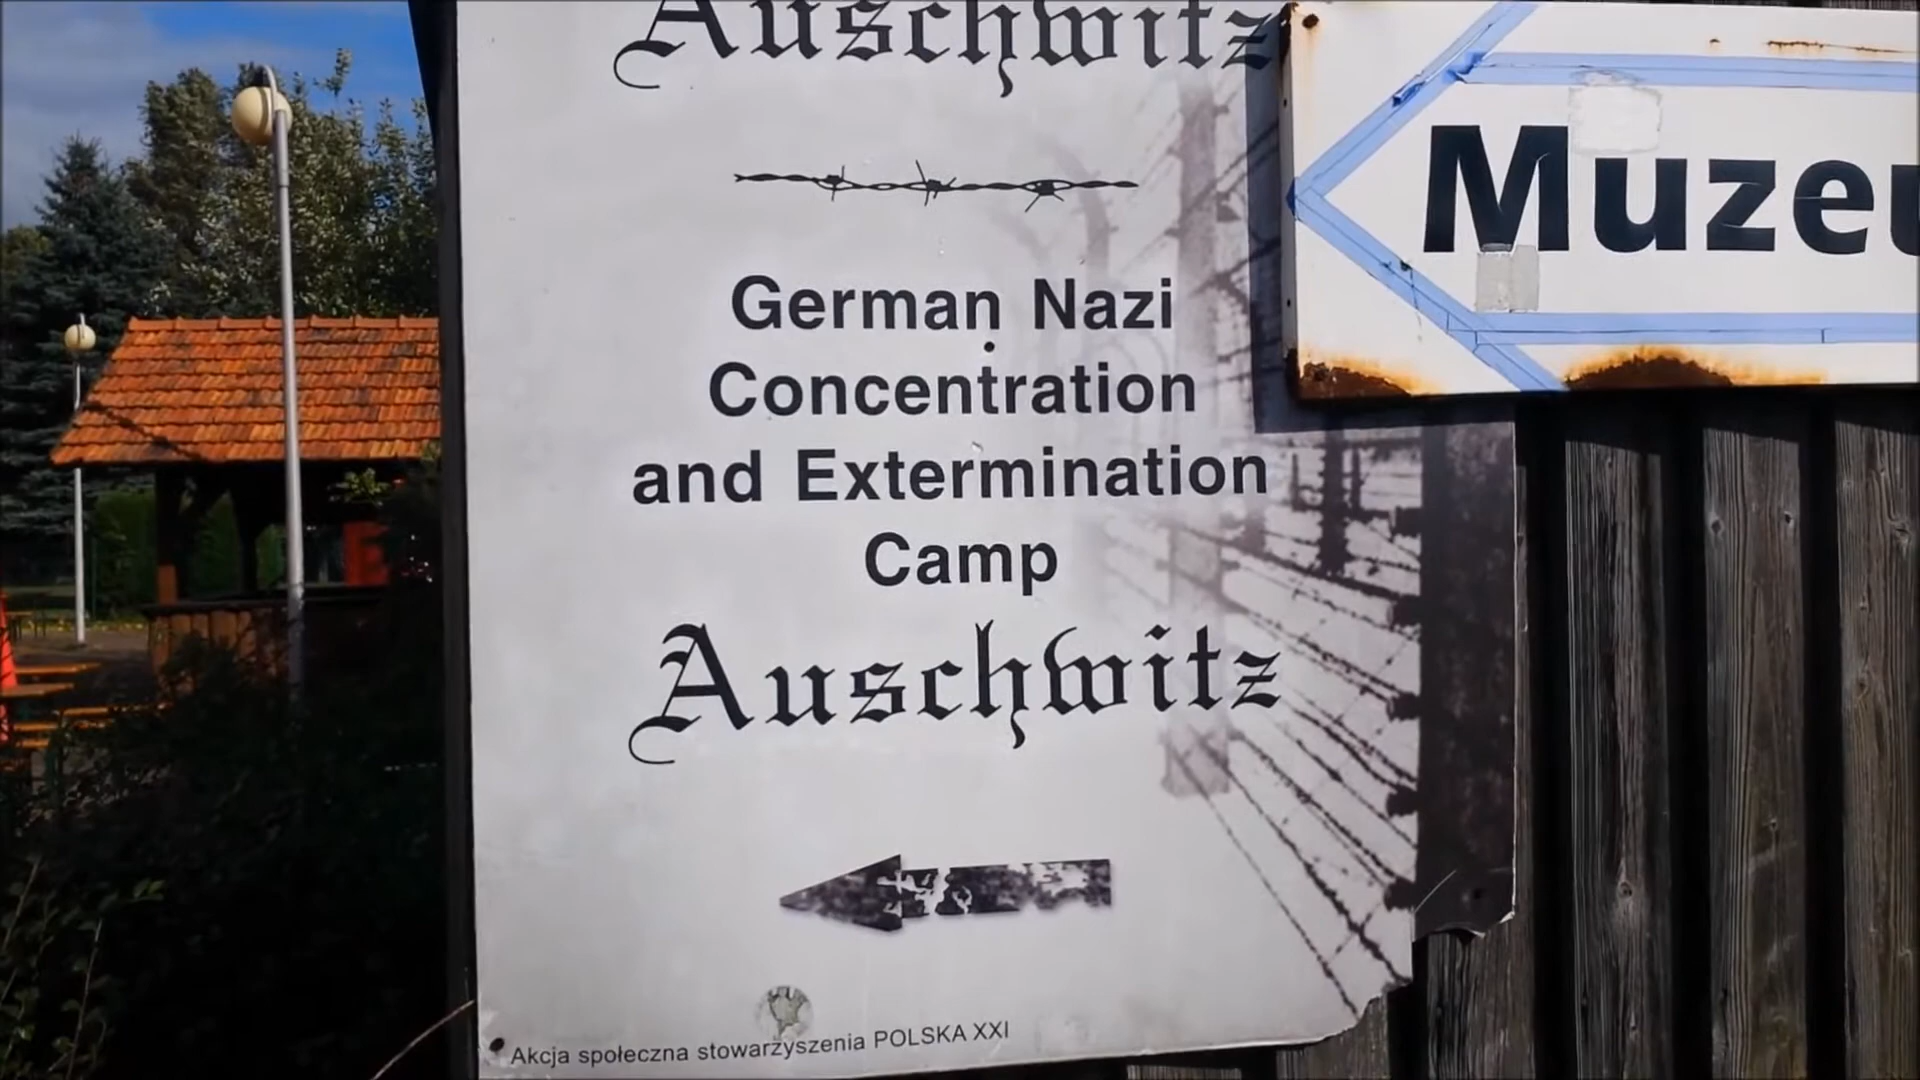 Auschwitz
German Nazi
Concentration
and Extermination
Camp
Auschwitz
Akcja społeczna stowarzyszenia POLSKA XXI
Muzeu